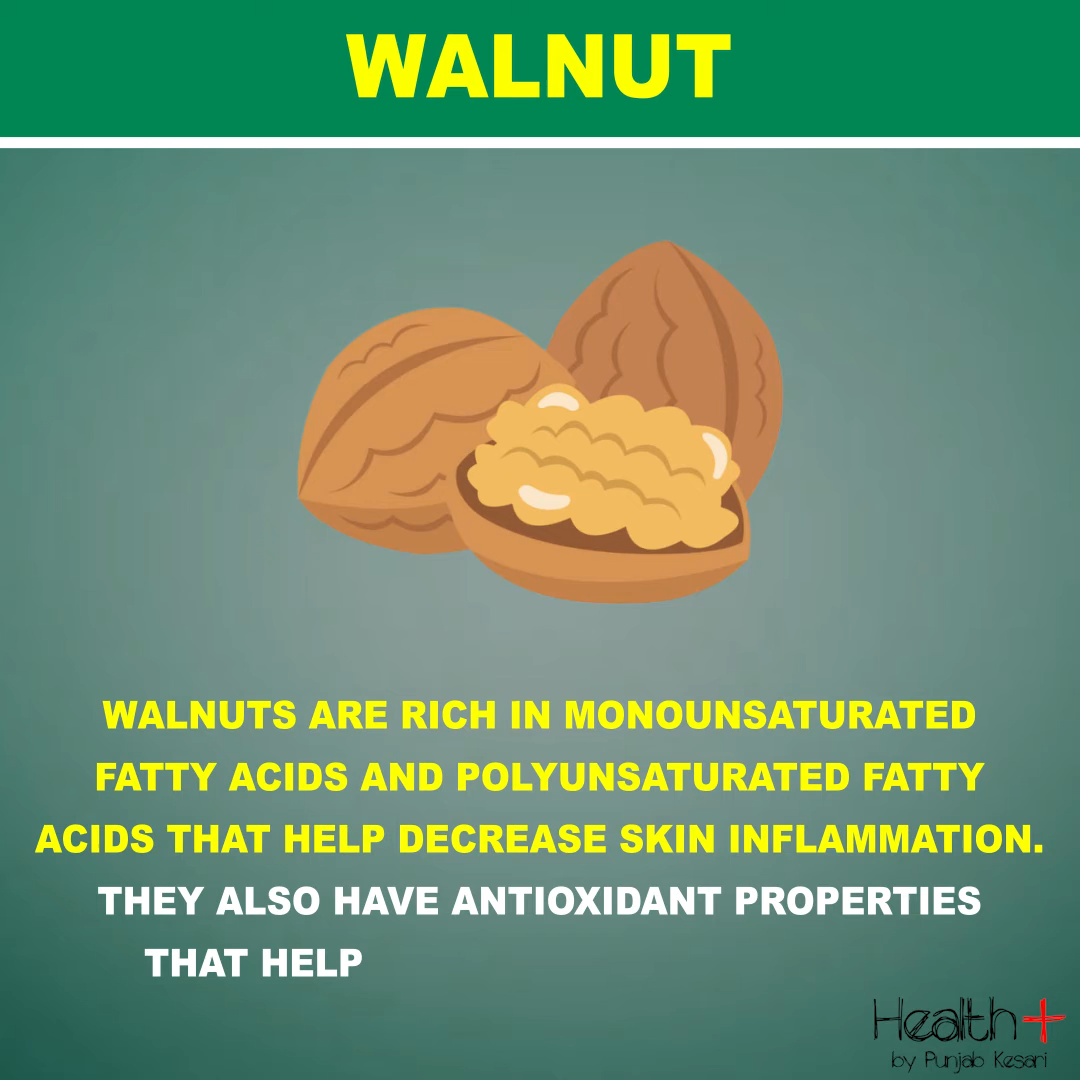 WALNUT
WALNUTS ARE RICH IN MONOUNSATURATED
FATTY ACIDS AND POLYUNSATURATED FATTY
ACIDS THAT HELP DECREASE SKIN INFLAMMATION.
THEY ALSO HAVE ANTIOXIDANT PROPERTIES
THAT HELP
Health+
by Punjab Kesari